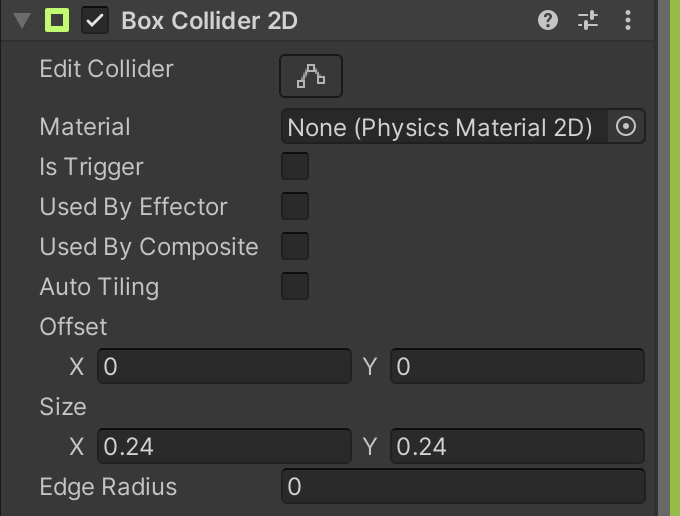 Box Collider 2D
Edit Collider
Material None (Physics Material 2D)
Is Trigger
Used By Effector
Used By Composite
Auto Tiling
Offset
X 0 Y 0
Size
X 0.24 Y 0.24
Edge Radius 0